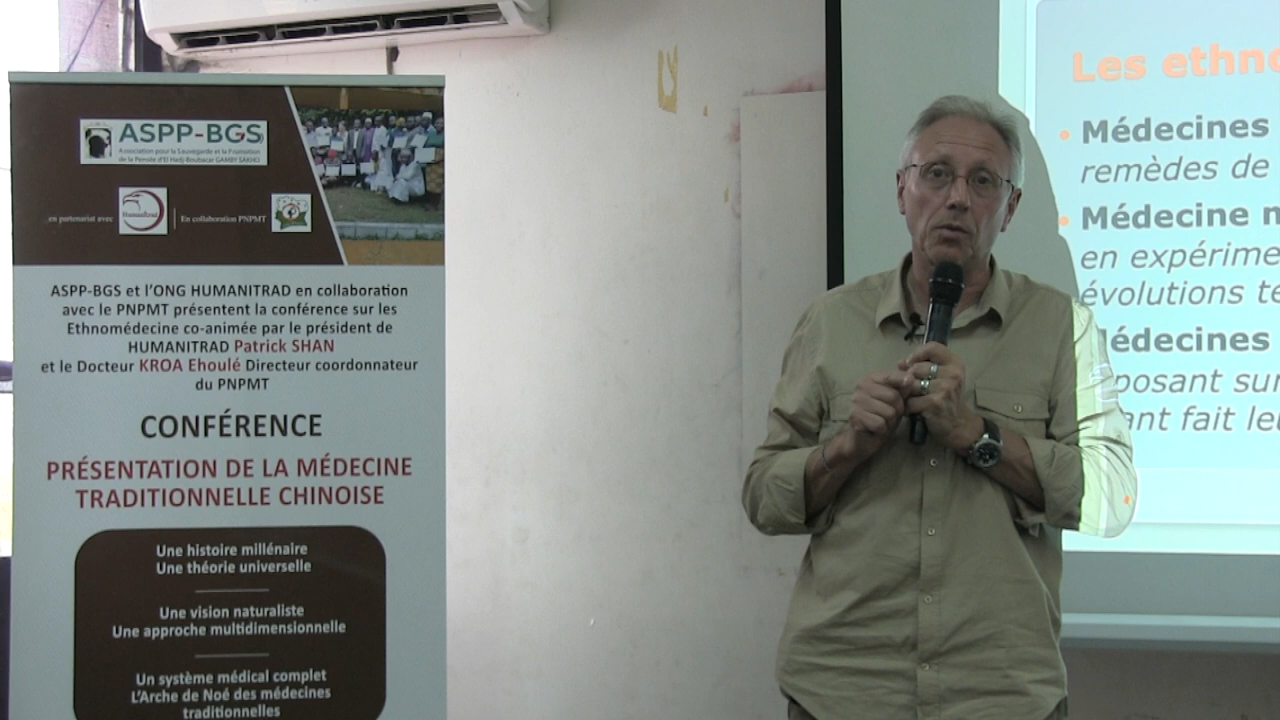 ASPP-BGS
Association pour la Sauvegarde et la Promotion
de la Pensée d'El Hadj-Boubacar GAMBY SAKHO
en partenariat avec
HumaniTrad
En collaboration PNPMT
ASPP-BGS et l'ONG HUMANITRAD en collaboration
avec le PNPMT présentent la conférence sur les
Ethnomédecine co-animée par le président de
HUMANITRAD Patrick SHAN
et le Docteur KROA Ehoulé Directeur coordonnateur
du PNPMT
CONFÉRENCE
PRÉSENTATION DE LA MÉDECINE
TRADITIONNELLE CHINOISE
Une histoire millénaire
Une théorie universelle
Une vision naturaliste
Une approche multidimensionnelle
Un système médical complet
L'Arche de Noé des médecines
traditionnelles
Les ethno
• Médecines
remèdes de
• Médecine n
en expérime
évolutions te
édecines
posant sur
ant fait leu